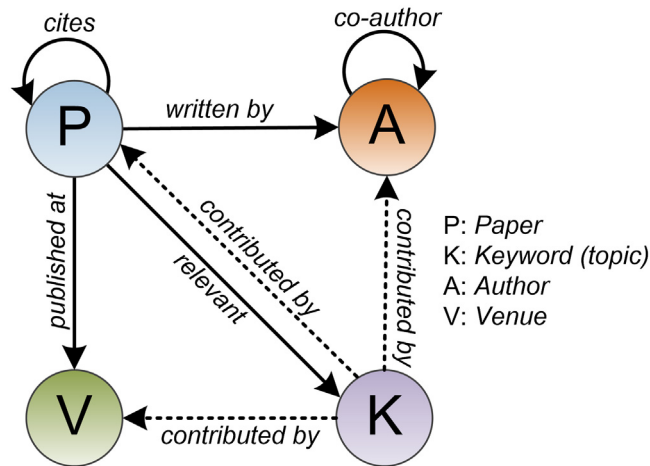 cites
co-author
P
written by
A
published at
contributed by
relevant
contributed by
P: Paper
K: Keyword (topic)
A: Author
V: Venue
V
contributed by
K